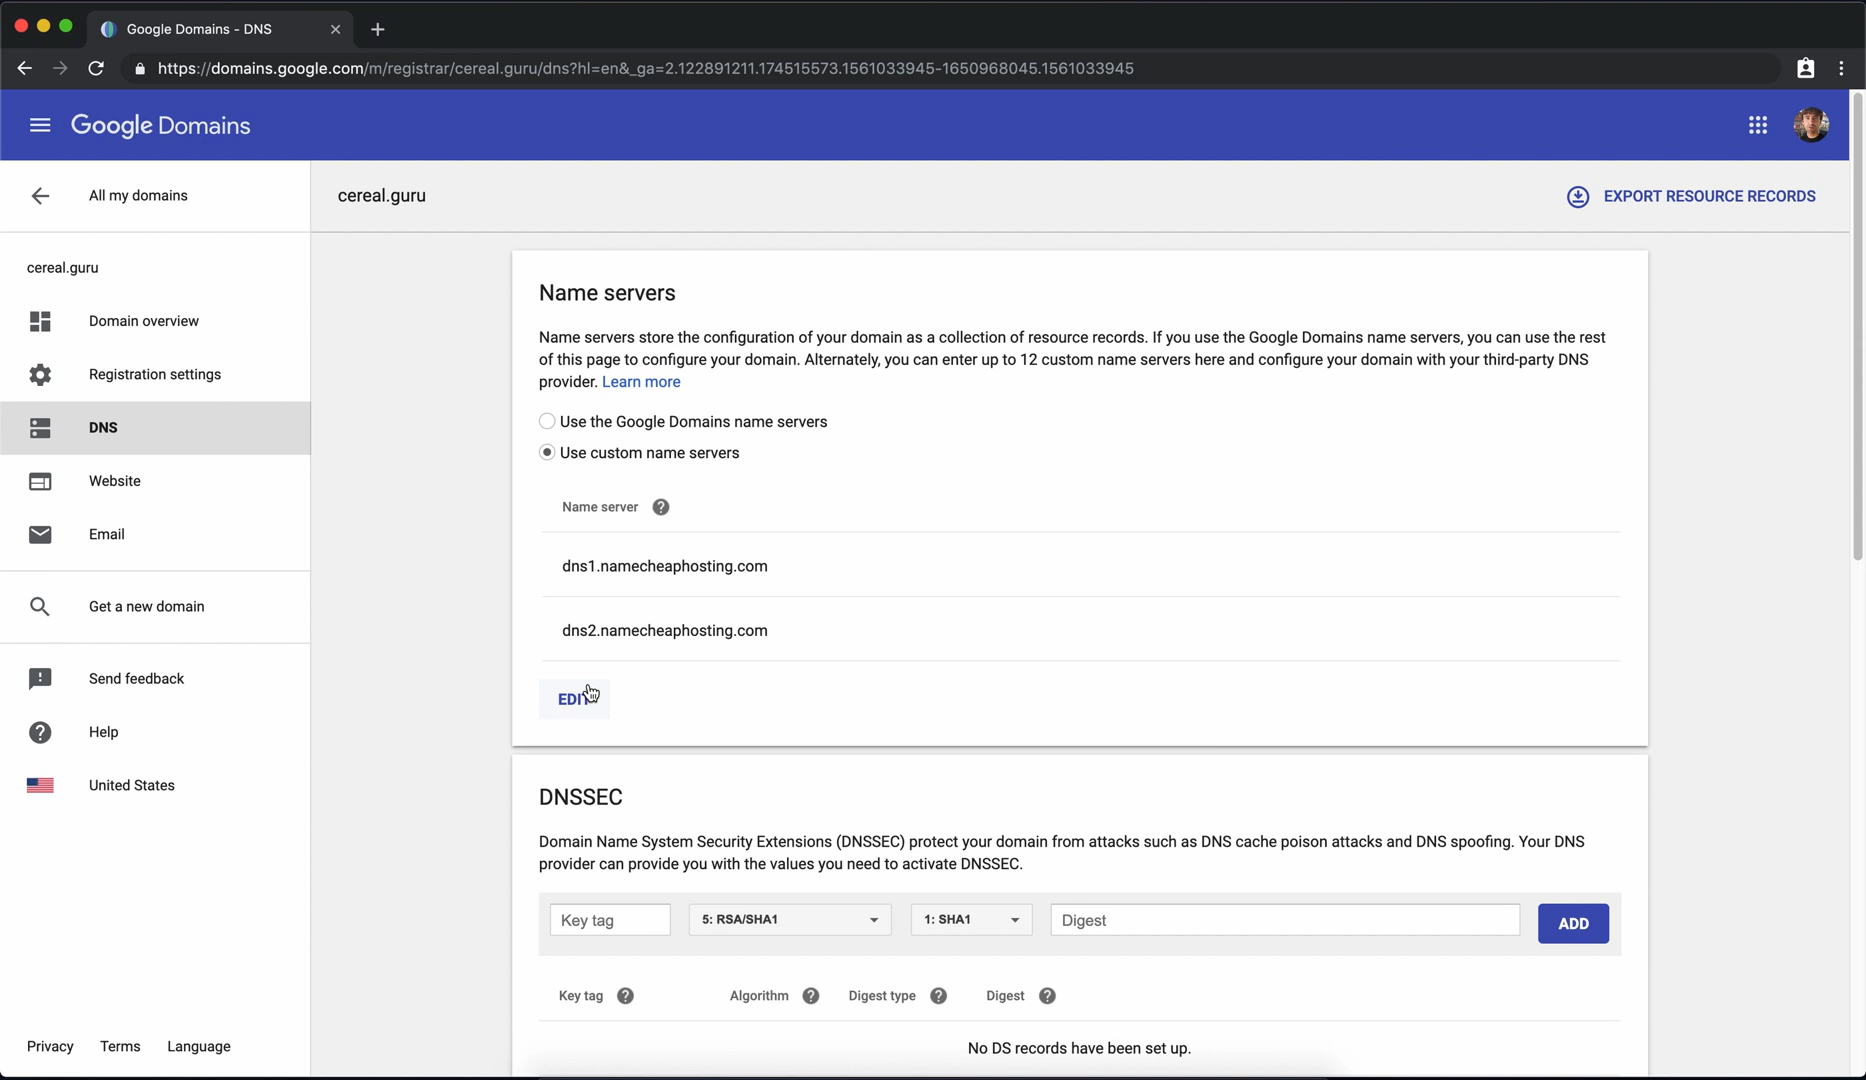 Google Domains - DNS
https://domains.google.com/m/registrar/cereal.guru/dns?hl=en&_ga=2.122891211.174515573.1561033945-1650968045.1561033945
Google Domains
All my domains
cereal.guru
EXPORT RESOURCE RECORDS
cereal.guru
Domain overview
Registration settings
DNS
Website
Email
Get a new domain
Send feedback
Help
United States
Privacy Terms Language
Name servers
Name servers store the configuration of your domain as a collection of resource records. If you use the Google Domains name servers, you can use the rest
of this page to configure your domain. Alternately, you can enter up to 12 custom name servers here and configure your domain with your third-party DNS
provider. Learn more
Use the Google Domains name servers
Use custom name servers
Name server ?
dns1.namecheaphosting.com
dns2.namecheaphosting.com
EDIT
DNSSEC
Domain Name System Security Extensions (DNSSEC) protect your domain from attacks such as DNS cache poison attacks and DNS spoofing. Your DNS
provider can provide you with the values you need to activate DNSSEC.
Key tag 5: RSA/SHA1 1: SHA1 Digest ADD
Key tag ? Algorithm ? Digest type ? Digest ?
No DS records have been set up.